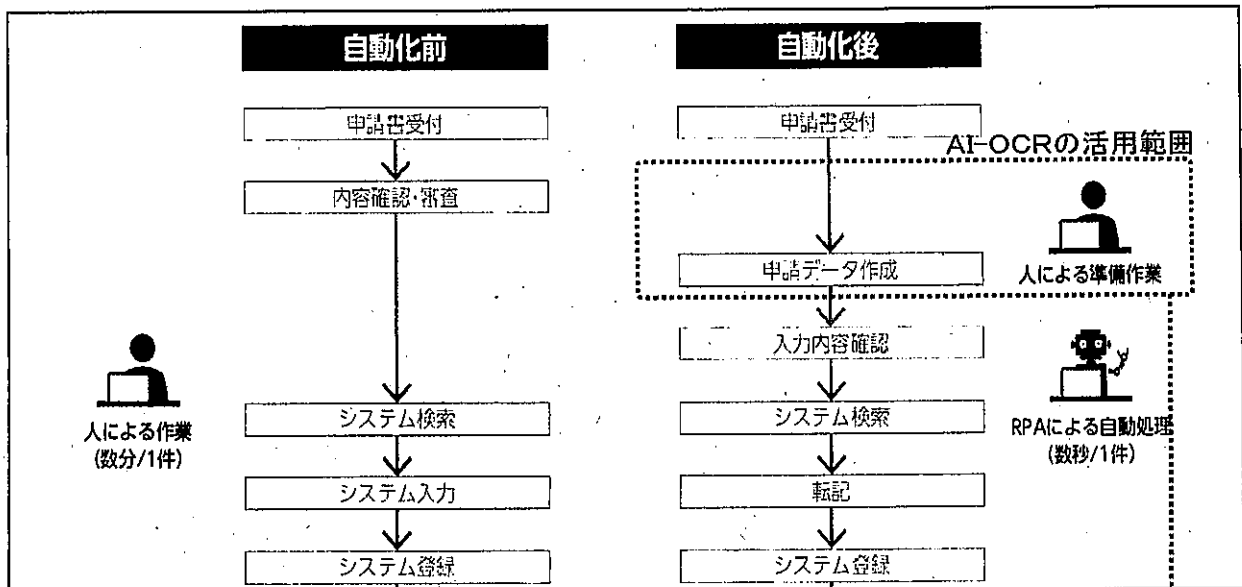 自動化前
申請書受付
内容確認・審査
システム検索
システム入力
システム登録
人による作業
(数分/1件)
自動化後
申請書受付
AI-OCRの活用範囲
申請データ作成
人による準備作業
入力内容確認
システム検索
RPAによる自動処理
(数秒/1件)
転記
システム登録